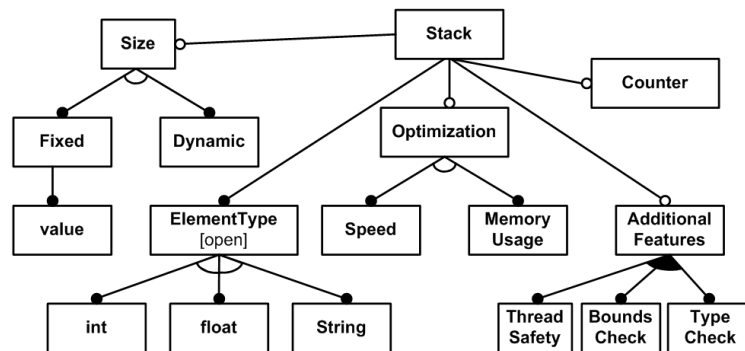 Size
Stack
Counter
Fixed
Dynamic
Optimization
value
ElementType
[open]
Speed
Memory
Usage
Additional
Features
int
float
String
Thread
Safety
Bounds
Check
Type
Check